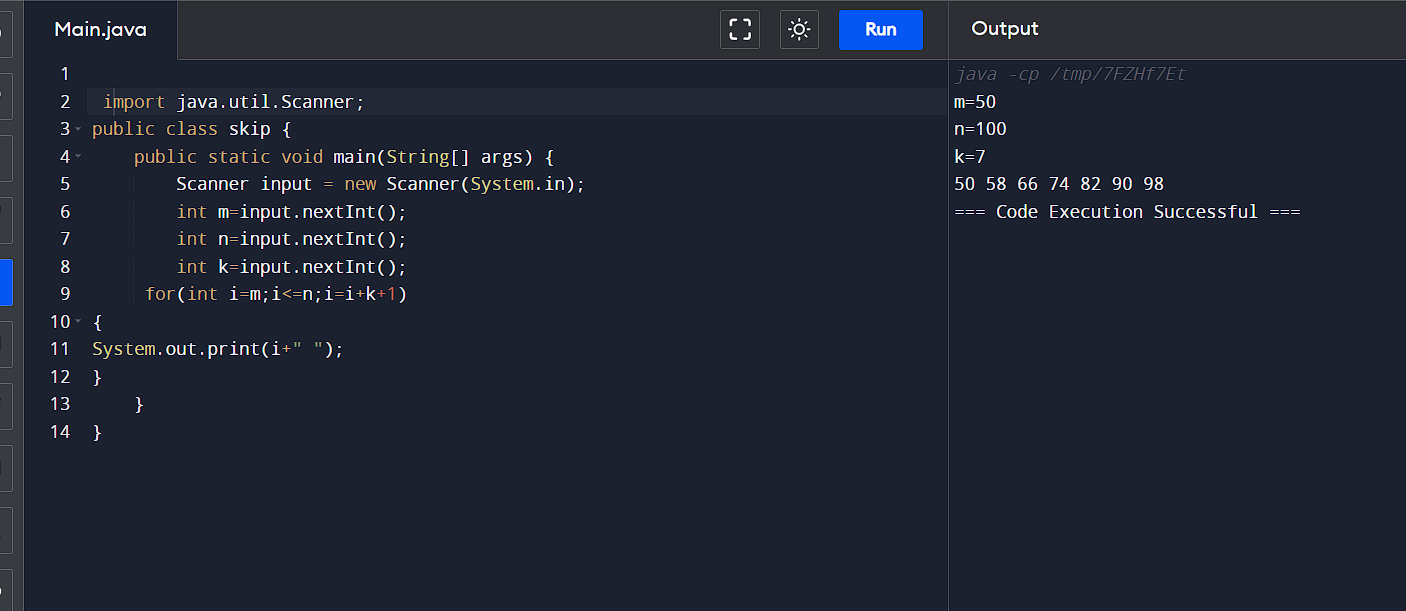 Main.java
Run
Output
1
2 import java.util.Scanner;
3 public class skip {
4 public static void main(String[] args) {
5 Scanner input = new Scanner(System.in);
6 int m=input.nextInt();
7 int n=input.nextInt();
8 int k=input.nextInt();
9 for(int i=m;i<=n;i=i+k+1)
10 {
11 System.out.print(i+" ");
12 }
13 }
14 }
java -cp /tmp/7FZHf7Et
m=50
n=100
k=7
50 58 66 74 82 90 98
=== Code Execution Successful ===